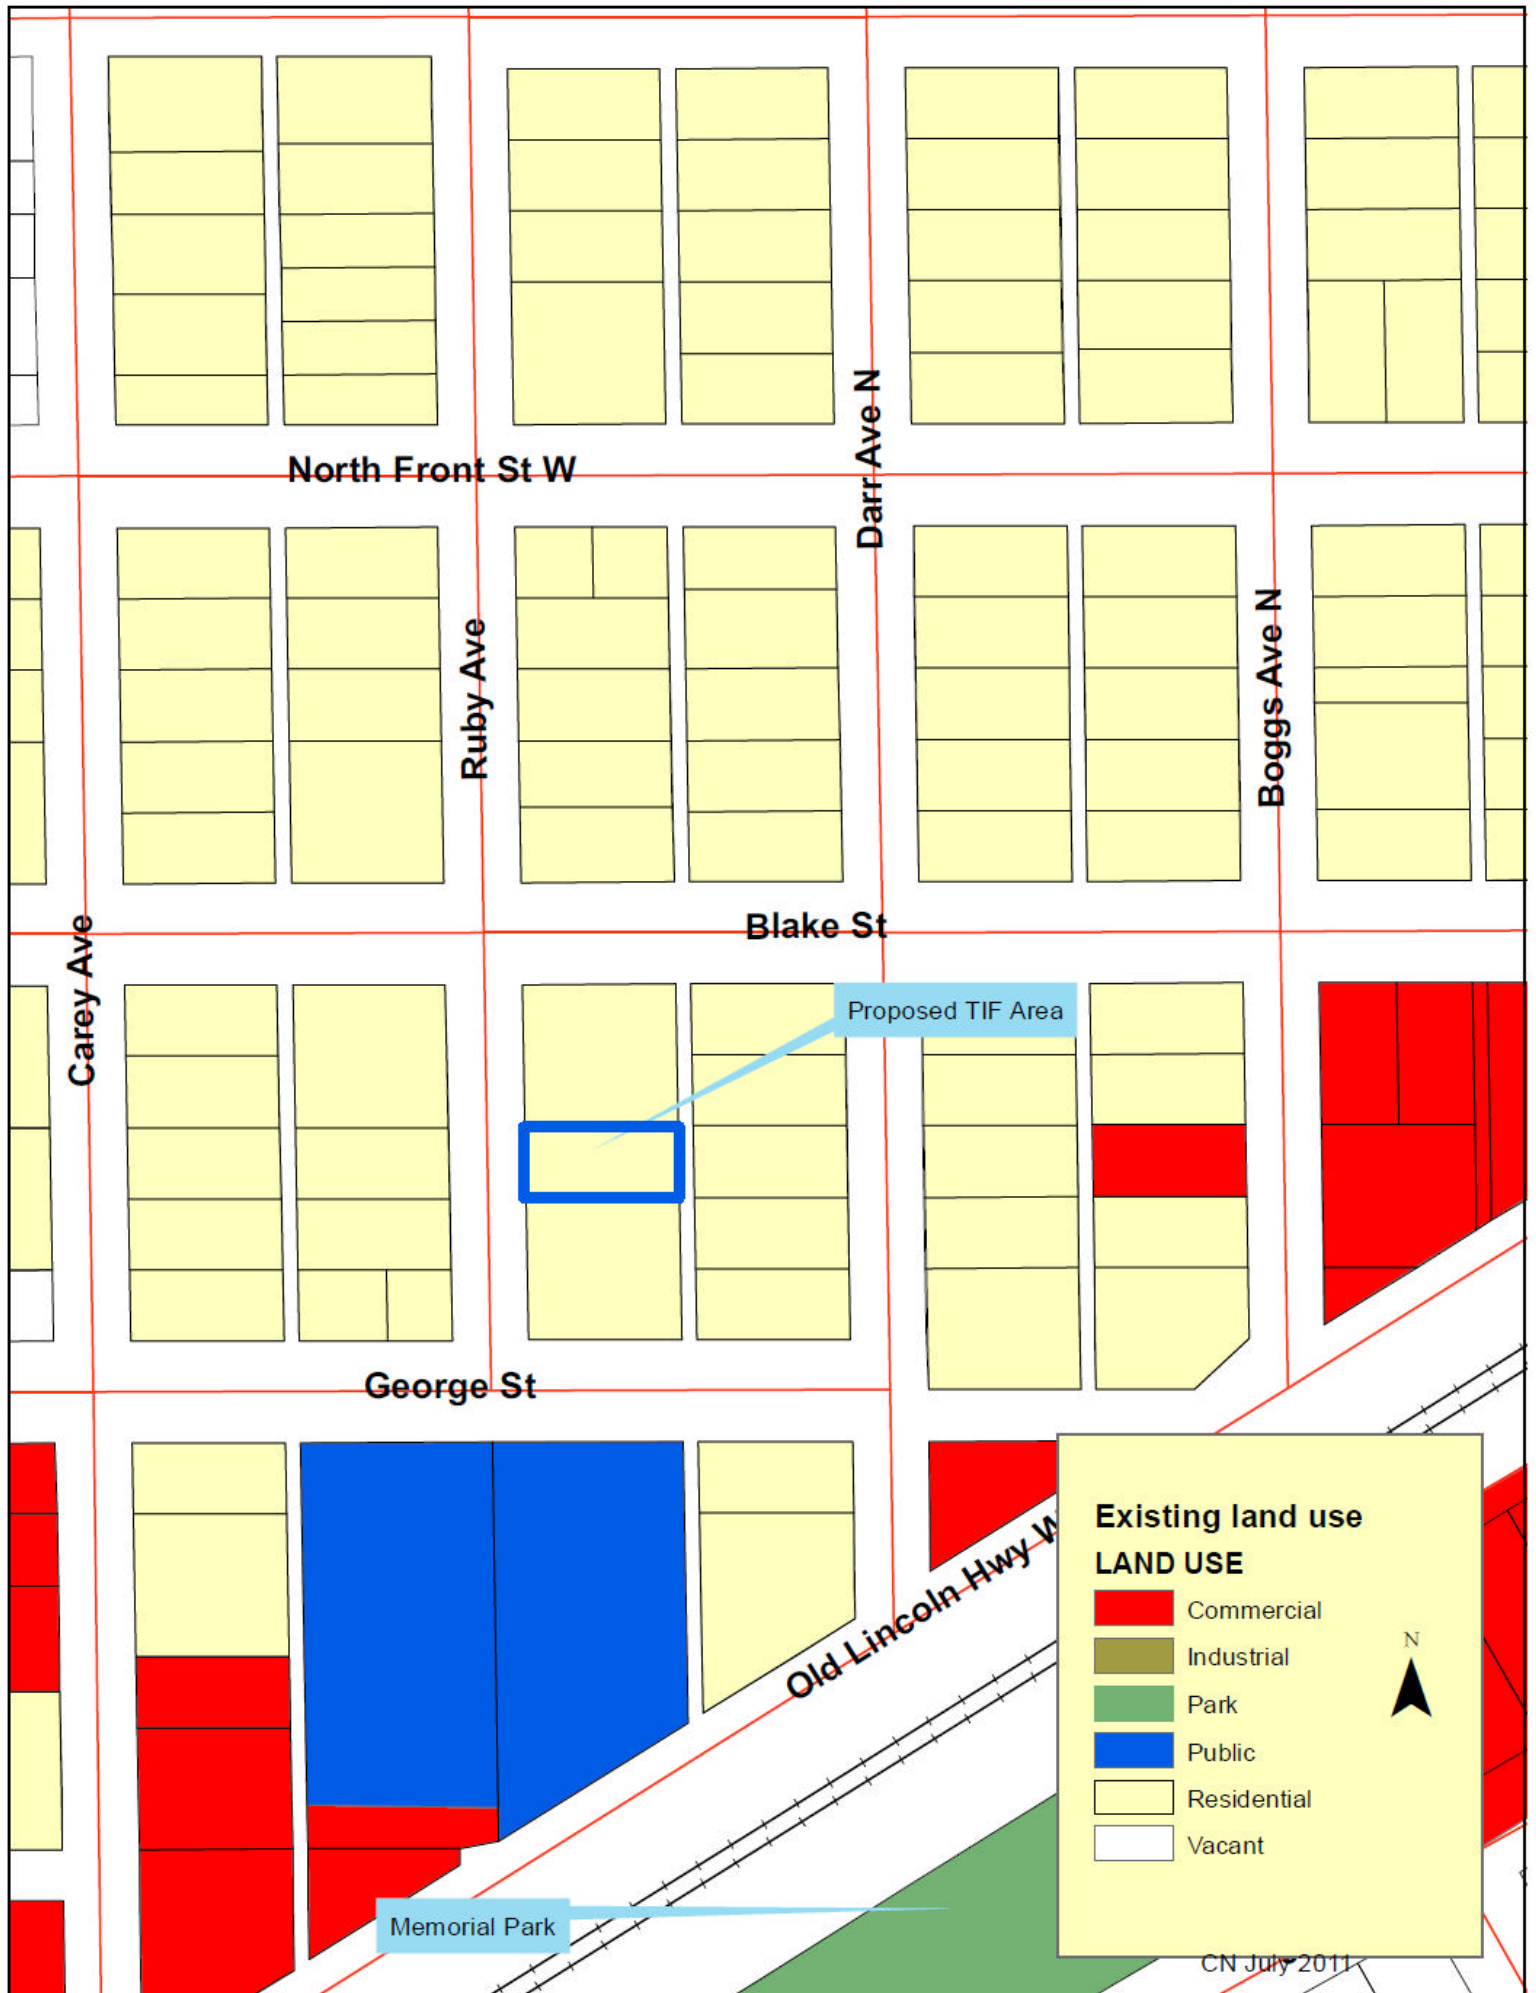 North Front St W
Darr Ave N
Ruby Ave
Boggs Ave N
Blake St
Carey Ave
Proposed TIF Area
George St
Old Lincoln Hwy W
Existing land use
LAND USE
Commercial
Industrial
N
Park
Public
Residential
Vacant
Memorial Park
CN July 2011